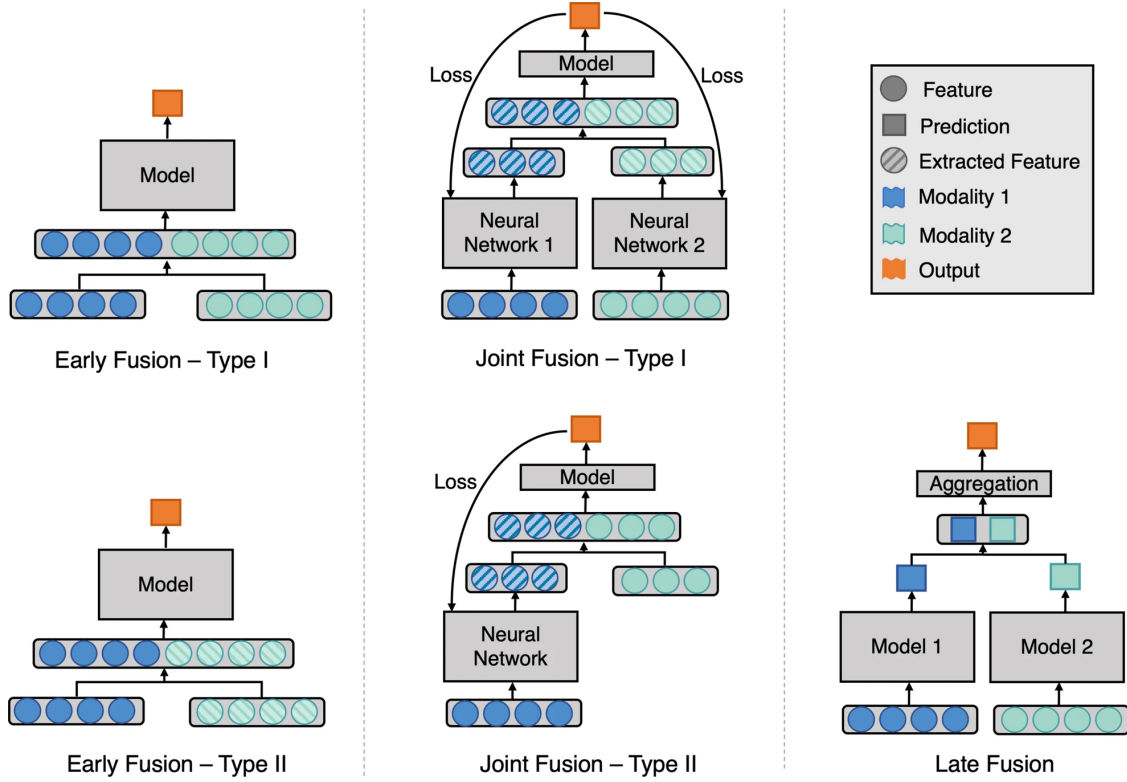 Model
Early Fusion – Type I
Loss
Model
Loss
Neural
Network 1
Neural
Network 2
Joint Fusion – Type I
Feature
Prediction
Extracted Feature
Modality 1
Modality 2
Output
Model
Early Fusion – Type II
Loss
Model
Neural
Network
Joint Fusion – Type II
Aggregation
Model 1
Model 2
Late Fusion